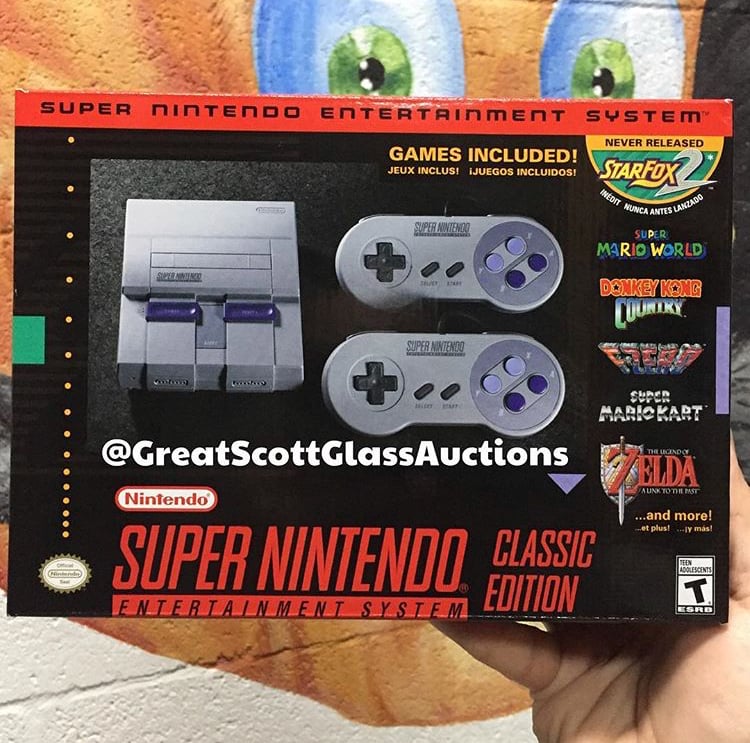 SUPER NINTENDO ENTERTAINMENT SYSTEM™
GAMES INCLUDED!
JEUX INCLUS! ¡JUEGOS INCLUIDOS!
NEVER RELEASED
STARFOX 2*
INÉDIT NUNCA ANTES LANZADO
SUPER
MARIO WORLD
DONKEY KONG
COUNTRY
SUPER
MARIO KART
THE LEGEND OF
ZELDA
A LINK TO THE PAST
...and more!
...et plus! ...¡y más!
SUPER NINTENDO
SUPER NINTENDO
SELECT START
SUPER NINTENDO
SELECT START
@GreatScottGlassAuctions
Nintendo®
SUPER NINTENDO®
ENTERTAINMENT SYSTEM
CLASSIC
EDITION
Official
Nintendo
Seal
TEEN
ADOLESCENTS
T
ESRB